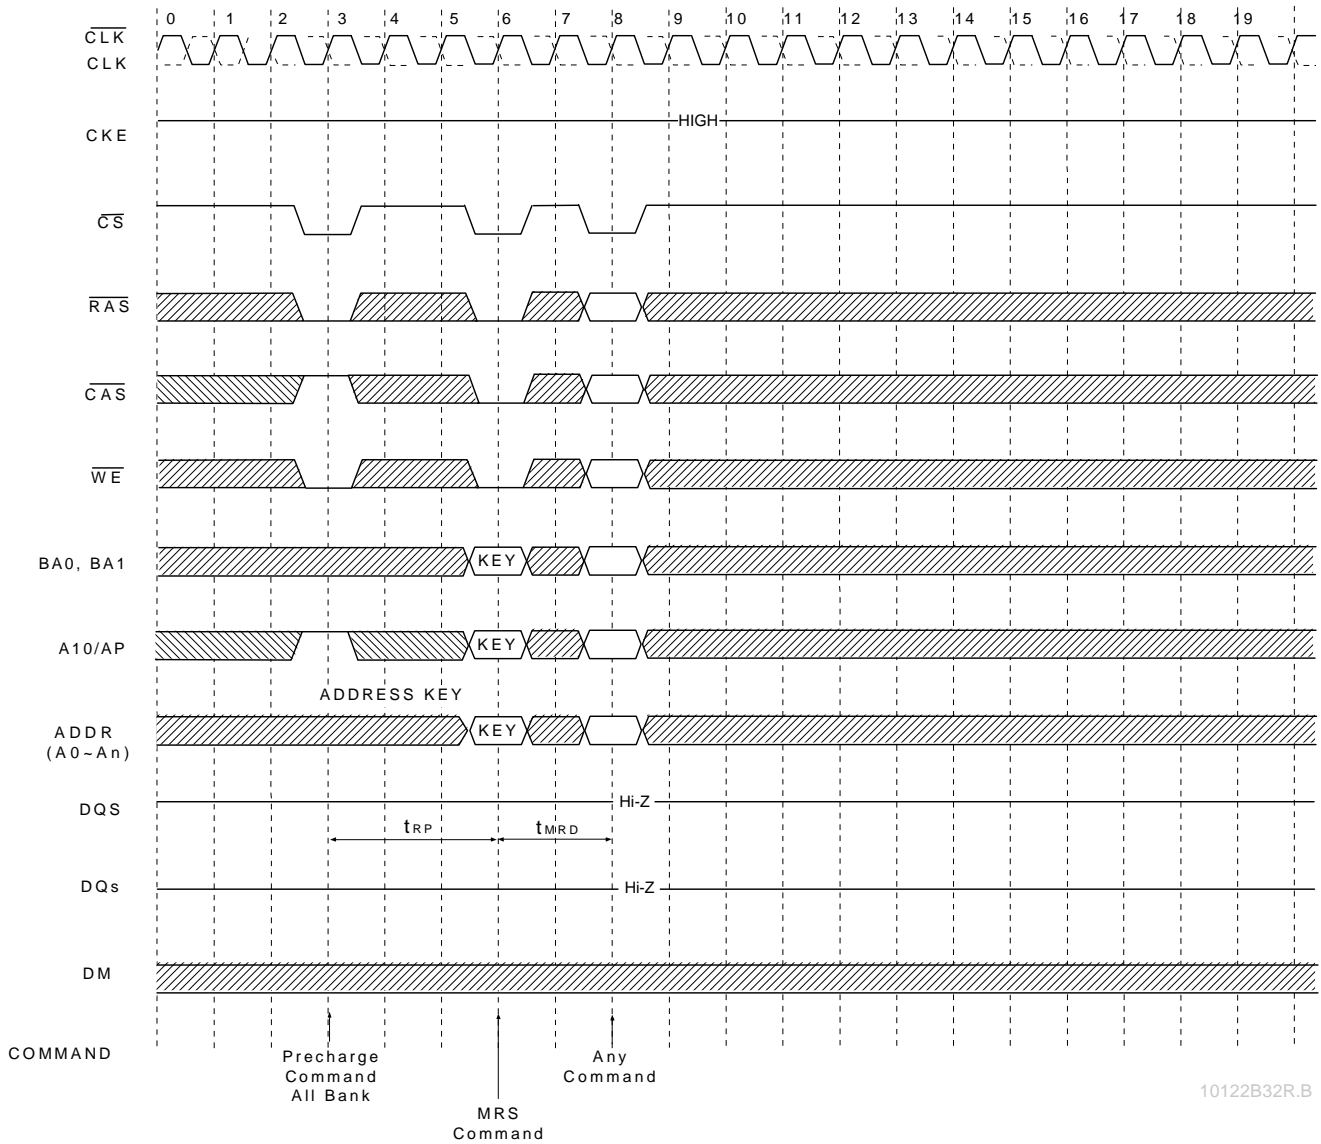 0 1 2 3 4 5 6 7 8 9 10 11 12 13 14 15 16 17 18 19
CLK
CLK
CKE
HIGH
CS
RAS
CAS
WE
BA0, BA1
KEY
A10/AP
KEY
ADDRESS KEY
ADDR
(A0~An)
KEY
DQS
Hi-Z
tRP
tMRD
DQs
Hi-Z
DM
COMMAND
Precharge
Command
All Bank
MRS
Command
Any
Command
10122B32R.B